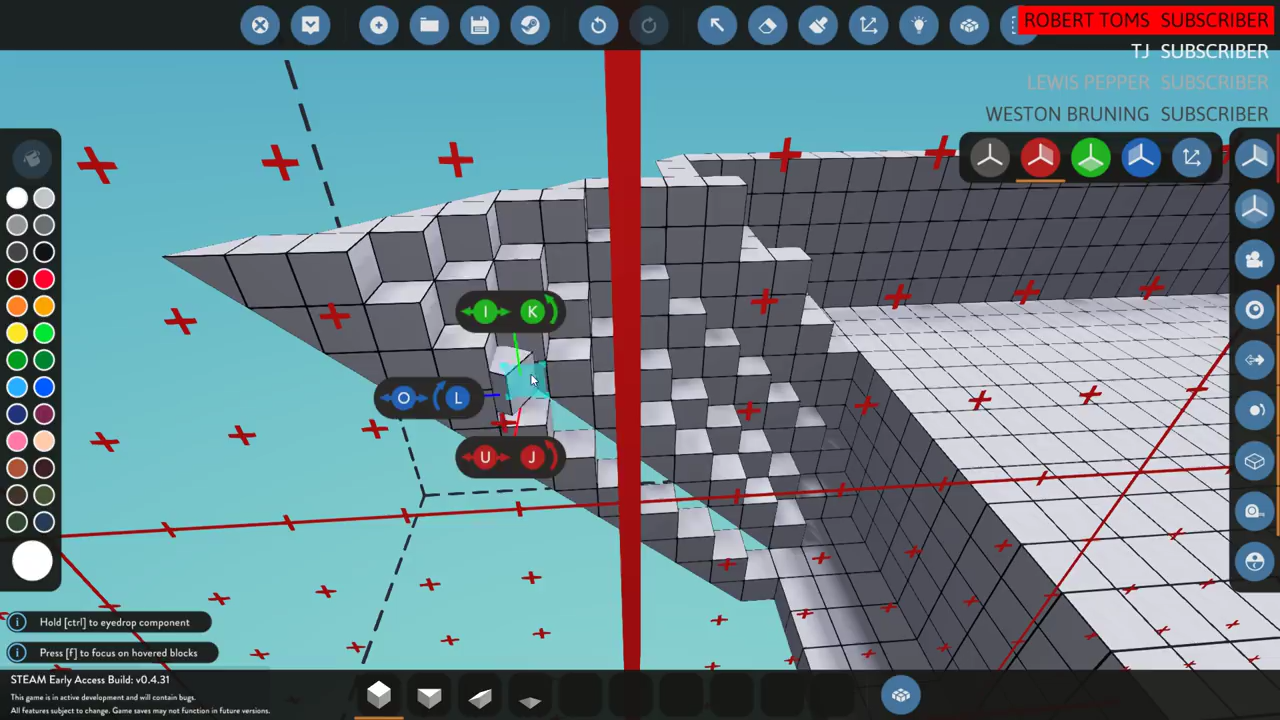 ROBERT TOMS SUBSCRIBER
TJ SUBSCRIBER
LEWIS PEPPER SUBSCRIBER
WESTON BRUNING SUBSCRIBER
I K
O L
U J
Hold [ctrl] to eyedrop component
Press [f] to focus on hovered blocks
STEAM Early Access Build: v0.4.31
This game is in active development and will contain bugs.
All features subject to change. Game saves may not function in future versions.